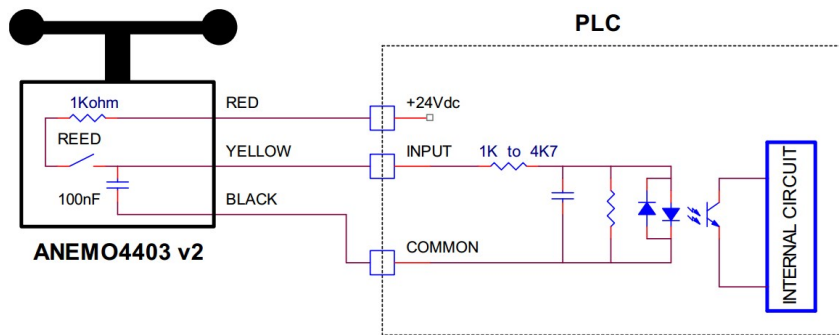 PLC
1Kohm
RED
+24Vdc
REED
YELLOW
INPUT
1K to 4K7
100nF
BLACK
COMMON
ANEMO4403 v2
INTERNAL CIRCUIT